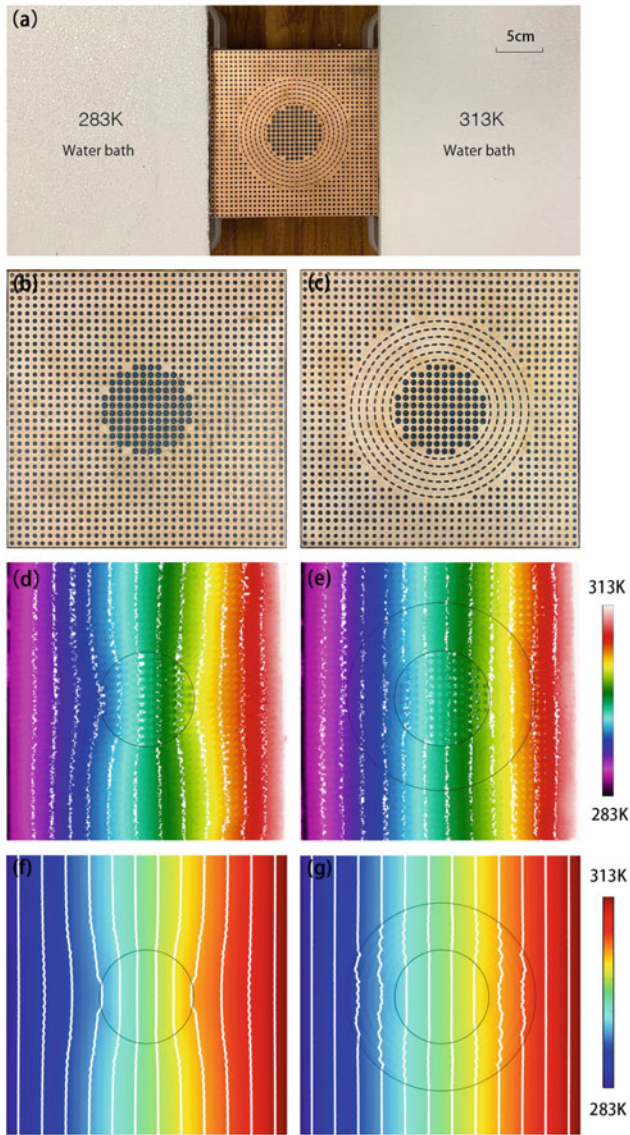 (a)
5cm
283K
Water bath
313K
Water bath
(b)
(c)
(d)
(e)
313K
283K
(f)
(g)
313K
283K